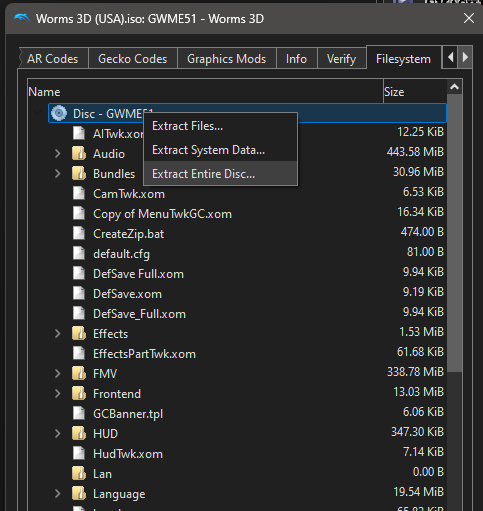 Worms 3D (USA).iso: GWME51 - Worms 3D
AR Codes Gecko Codes Graphics Mods Info Verify Filesystem
Name Size
Disc - GWME51
Extract Files...
AITwk.xom 12.25 KiB
Audio 443.58 MiB
Extract System Data...
Bundles 30.96 MiB
Extract Entire Disc...
CamTwk.xom 6.53 KiB
Copy of MenuTwkGC.xom 16.34 KiB
CreateZip.bat 474.00 B
default.cfg 81.00 B
DefSave Full.xom 9.94 KiB
DefSave.xom 9.19 KiB
DefSave_Full.xom 9.94 KiB
Effects 1.53 MiB
EffectsPartTwk.xom 61.68 KiB
FMV 338.78 MiB
Frontend 13.03 MiB
GCBanner.tpl 6.06 KiB
HUD 347.30 KiB
HudTwk.xom 7.14 KiB
Lan 0.00 B
Language 19.54 MiB